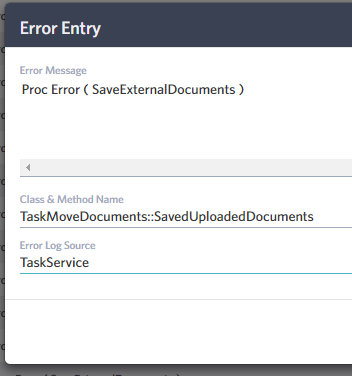 Error Entry
Error Message
Proc Error ( SaveExternalDocuments )
Class & Method Name
TaskMoveDocuments::SavedUploadedDocuments
Error Log Source
TaskService